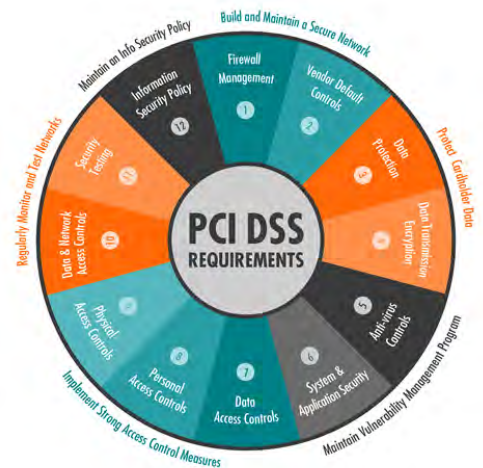 Build and Maintain a Secure Network
Firewall
Management
1
Vendor Default
Controls
2
Protect Cardholder Data
Data
Protection
3
Data Transmission
Encryption
4
Maintain Vulnerability Management Program
Anti-virus
Controls
5
System &
Application Security
6
Implement Strong Access Control Measures
Data
Access Controls
7
Personal
Access Controls
8
Physical
Access Controls
9
Regularly Monitor and Test Networks
Data & Network
Access Controls
10
Security
Testing
11
Maintain an Info Security Policy
Information
Security Policy
12
PCI DSS
REQUIREMENTS